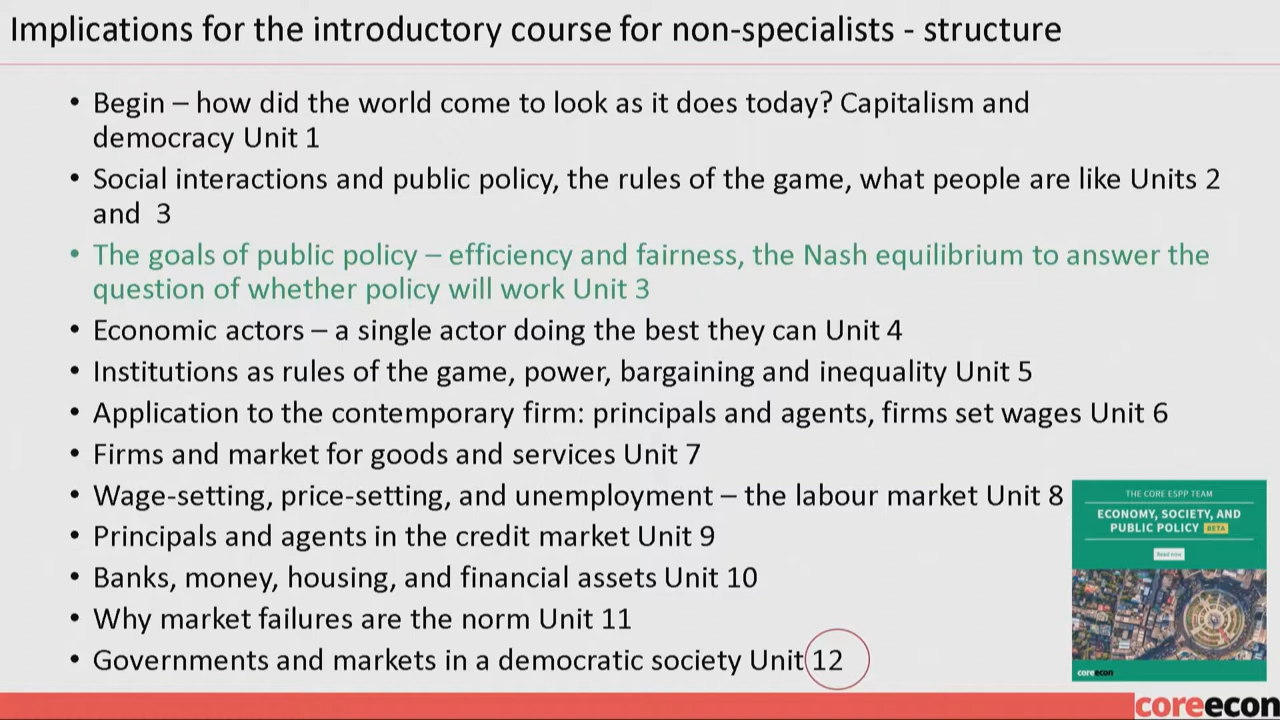 Implications for the introductory course for non-specialists - structure
• Begin – how did the world come to look as it does today? Capitalism and
democracy Unit 1
• Social interactions and public policy, the rules of the game, what people are like Units 2
and 3
• The goals of public policy – efficiency and fairness, the Nash equilibrium to answer the
question of whether policy will work Unit 3
• Economic actors – a single actor doing the best they can Unit 4
• Institutions as rules of the game, power, bargaining and inequality Unit 5
• Application to the contemporary firm: principals and agents, firms set wages Unit 6
• Firms and market for goods and services Unit 7
• Wage-setting, price-setting, and unemployment – the labour market Unit 8
• Principals and agents in the credit market Unit 9
• Banks, money, housing, and financial assets Unit 10
• Why market failures are the norm Unit 11
• Governments and markets in a democratic society Unit 12
THE CORE ESPP TEAM
ECONOMY, SOCIETY, AND
PUBLIC POLICY BETA
Read now
coreecon
coreecon